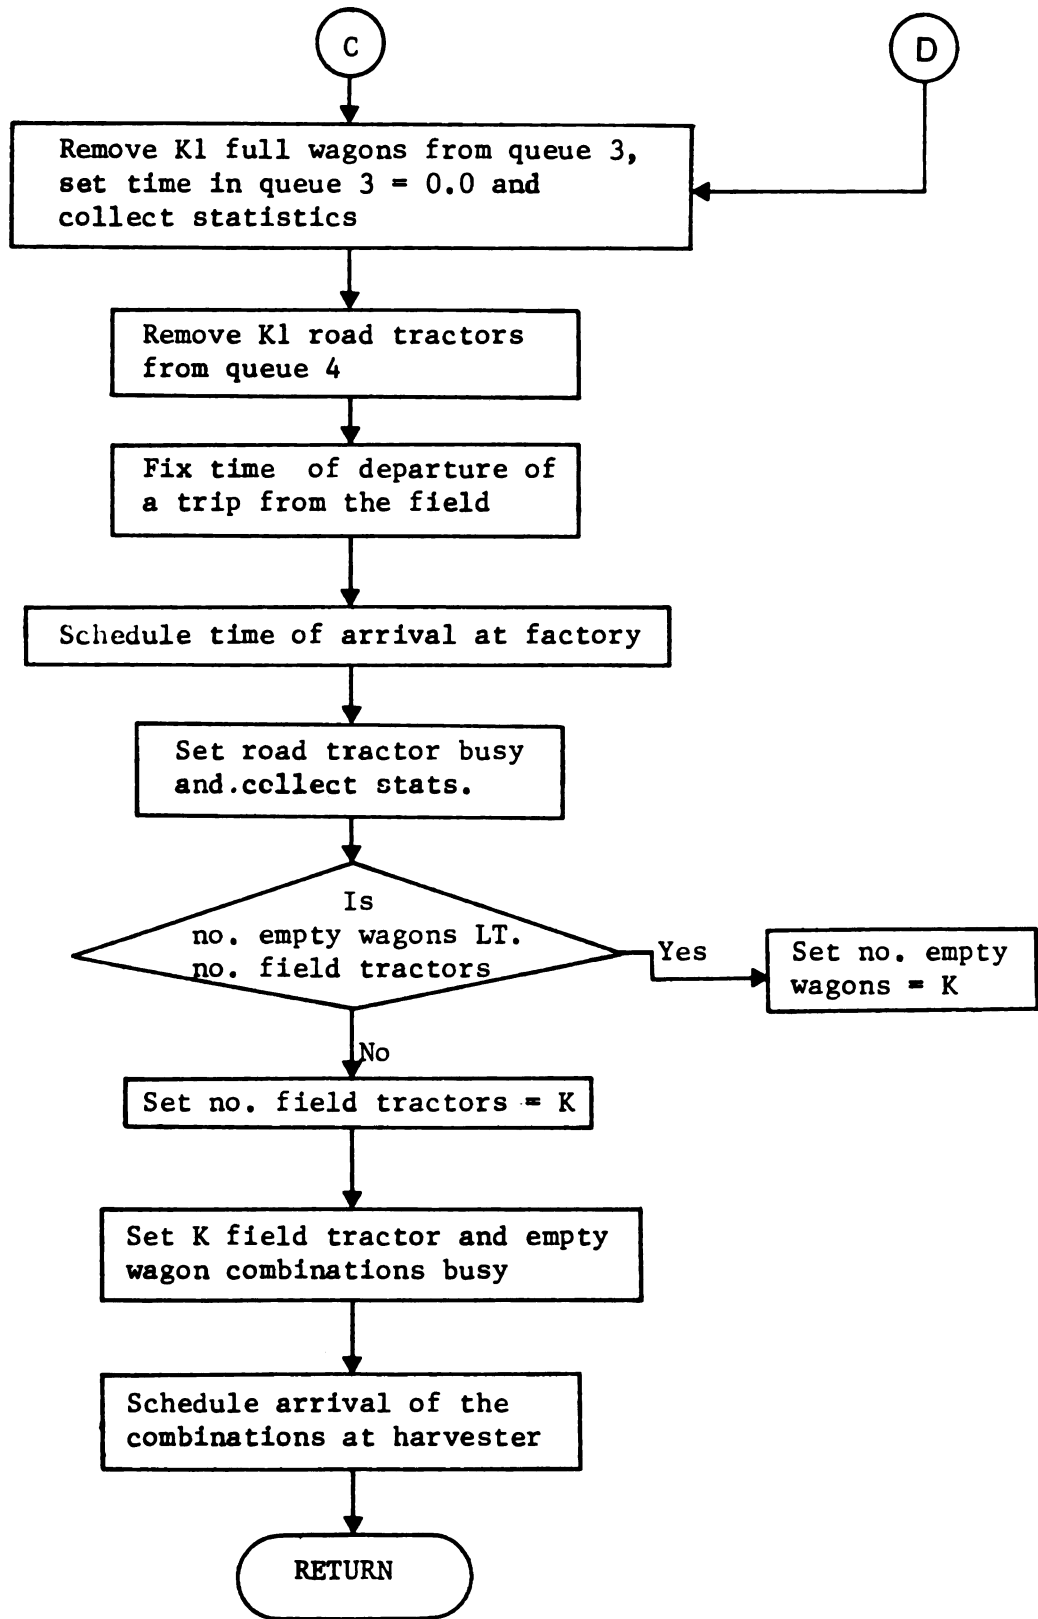 C
D
Remove K1 full wagons from queue 3,
set time in queue 3 = 0.0 and
collect statistics
Remove K1 road tractors
from queue 4
Fix time of departure of
a trip from the field
Schedule time of arrival at factory
Set road tractor busy
and.collect stats.
Is
no. empty wagons LT.
no. field tractors
Yes
Set no. empty
wagons = K
No
Set no. field tractors = K
Set K field tractor and empty
wagon combinations busy
Schedule arrival of the
combinations at harvester
RETURN